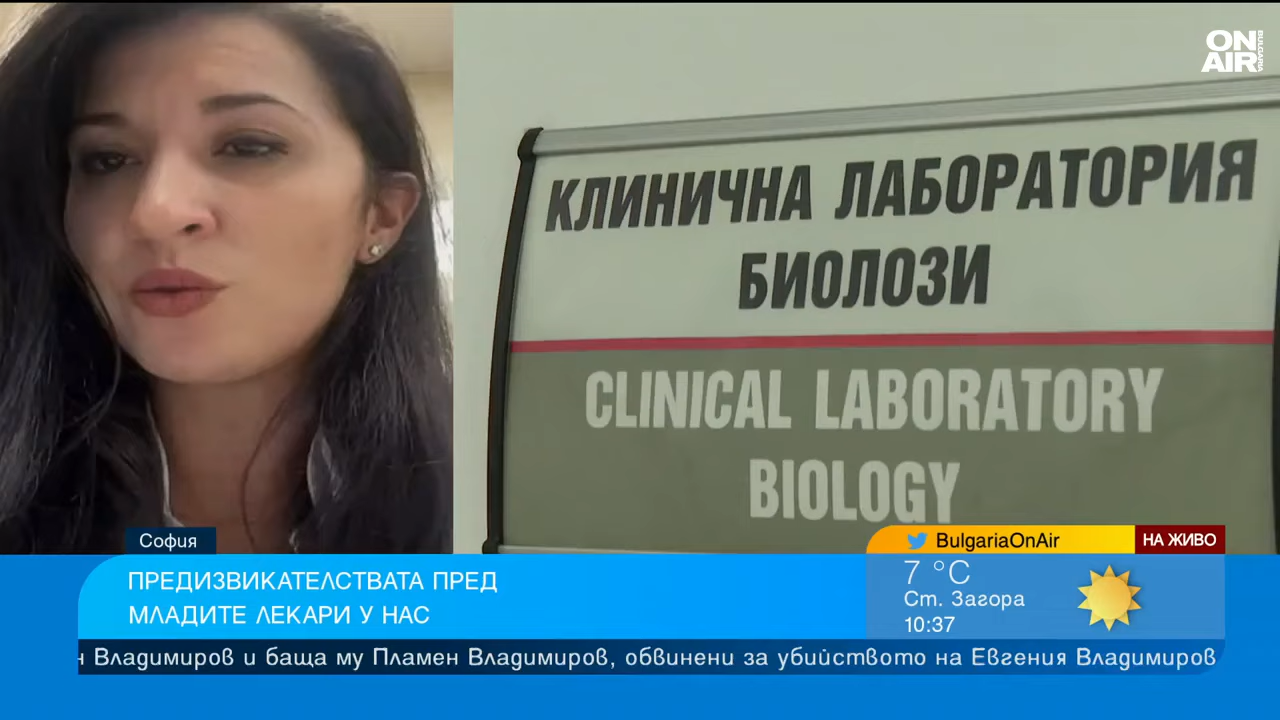 ON
AIR
BULGARIA
КЛИНИЧНА ЛАБОРАТОРИЯ
БИОЛОЗИ
CLINICAL LABORATORY
BIOLOGY
София
BulgariaOnAir
НА ЖИВО
ПРЕДИЗВИКАТЕЛСТВАТА ПРЕД
МЛАДИТЕ ЛЕКАРИ У НАС
7 °C
Ст. Загора
10:37
Владимиров и баща му Пламен Владимиров, обвинени за убийството на Евгения Владимиров